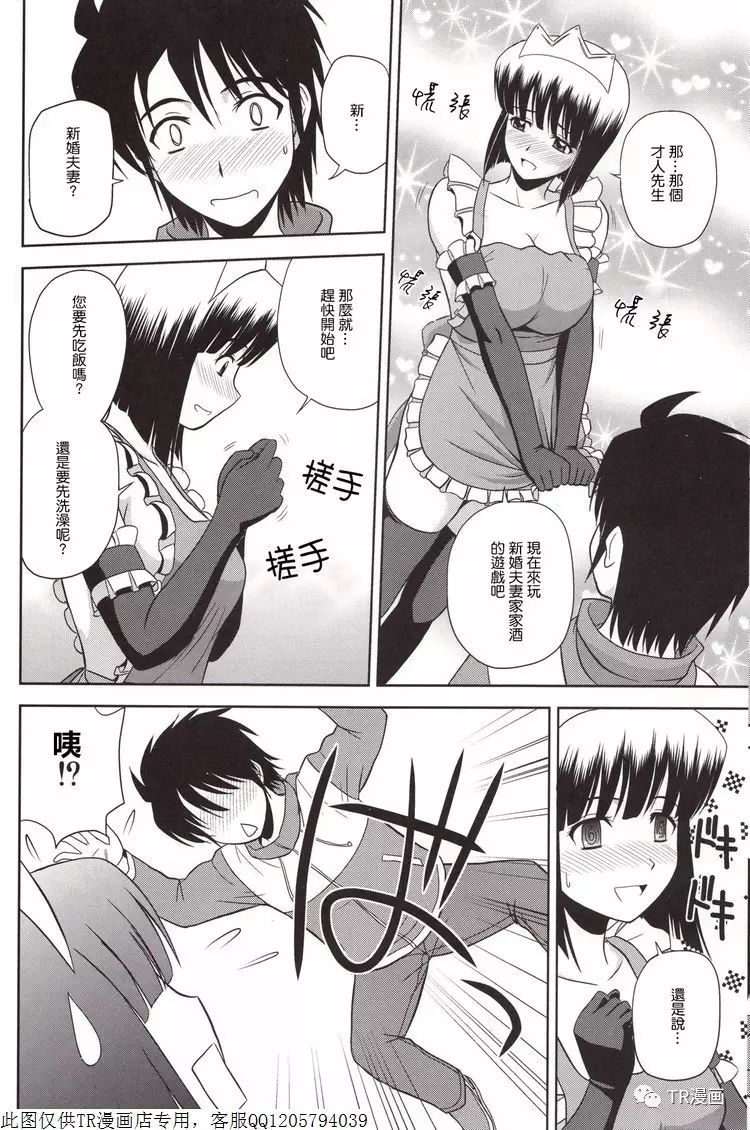 那…那個
才人先生
慌張
慌張
慌張
現在來玩
新婚夫妻家家酒
的遊戲吧
新…
新婚夫妻？
那麼就…
趕快開始吧
搓手
搓手
您要先吃飯嗎？
還是要先洗澡呢？
ドキ
ドキ
還是說…
咦!?
TR漫画
此图仅供TR漫画店专用，客服QQ1205794039